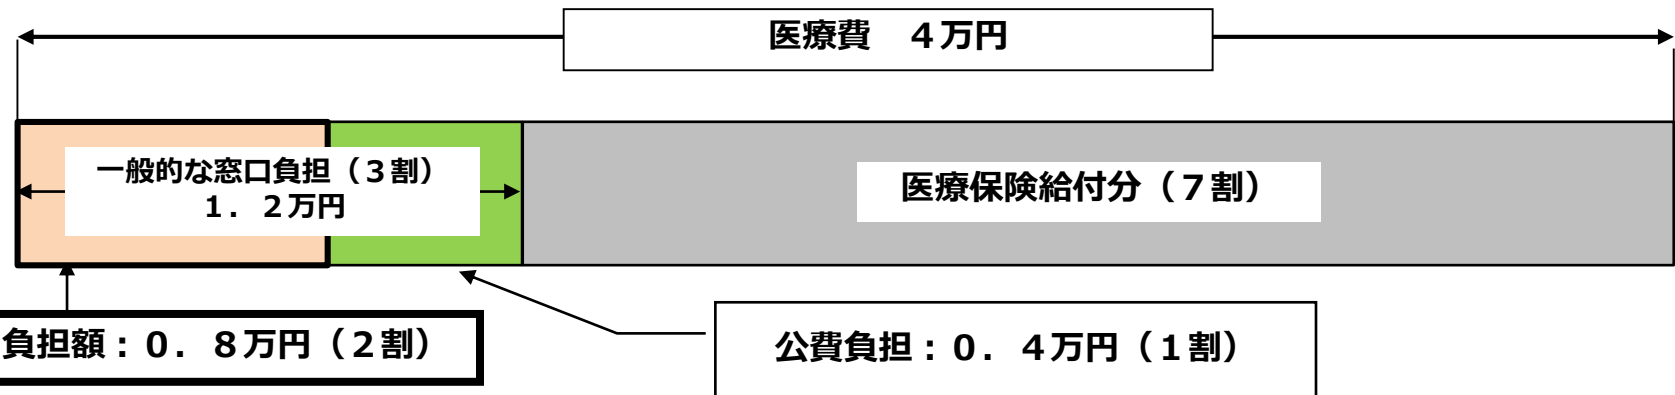 医療費　４万円
一般的な窓口負担（３割）
１．２万円
医療保険給付分（７割）
負担額：０．８万円（２割）
公費負担：０．４万円（１割）